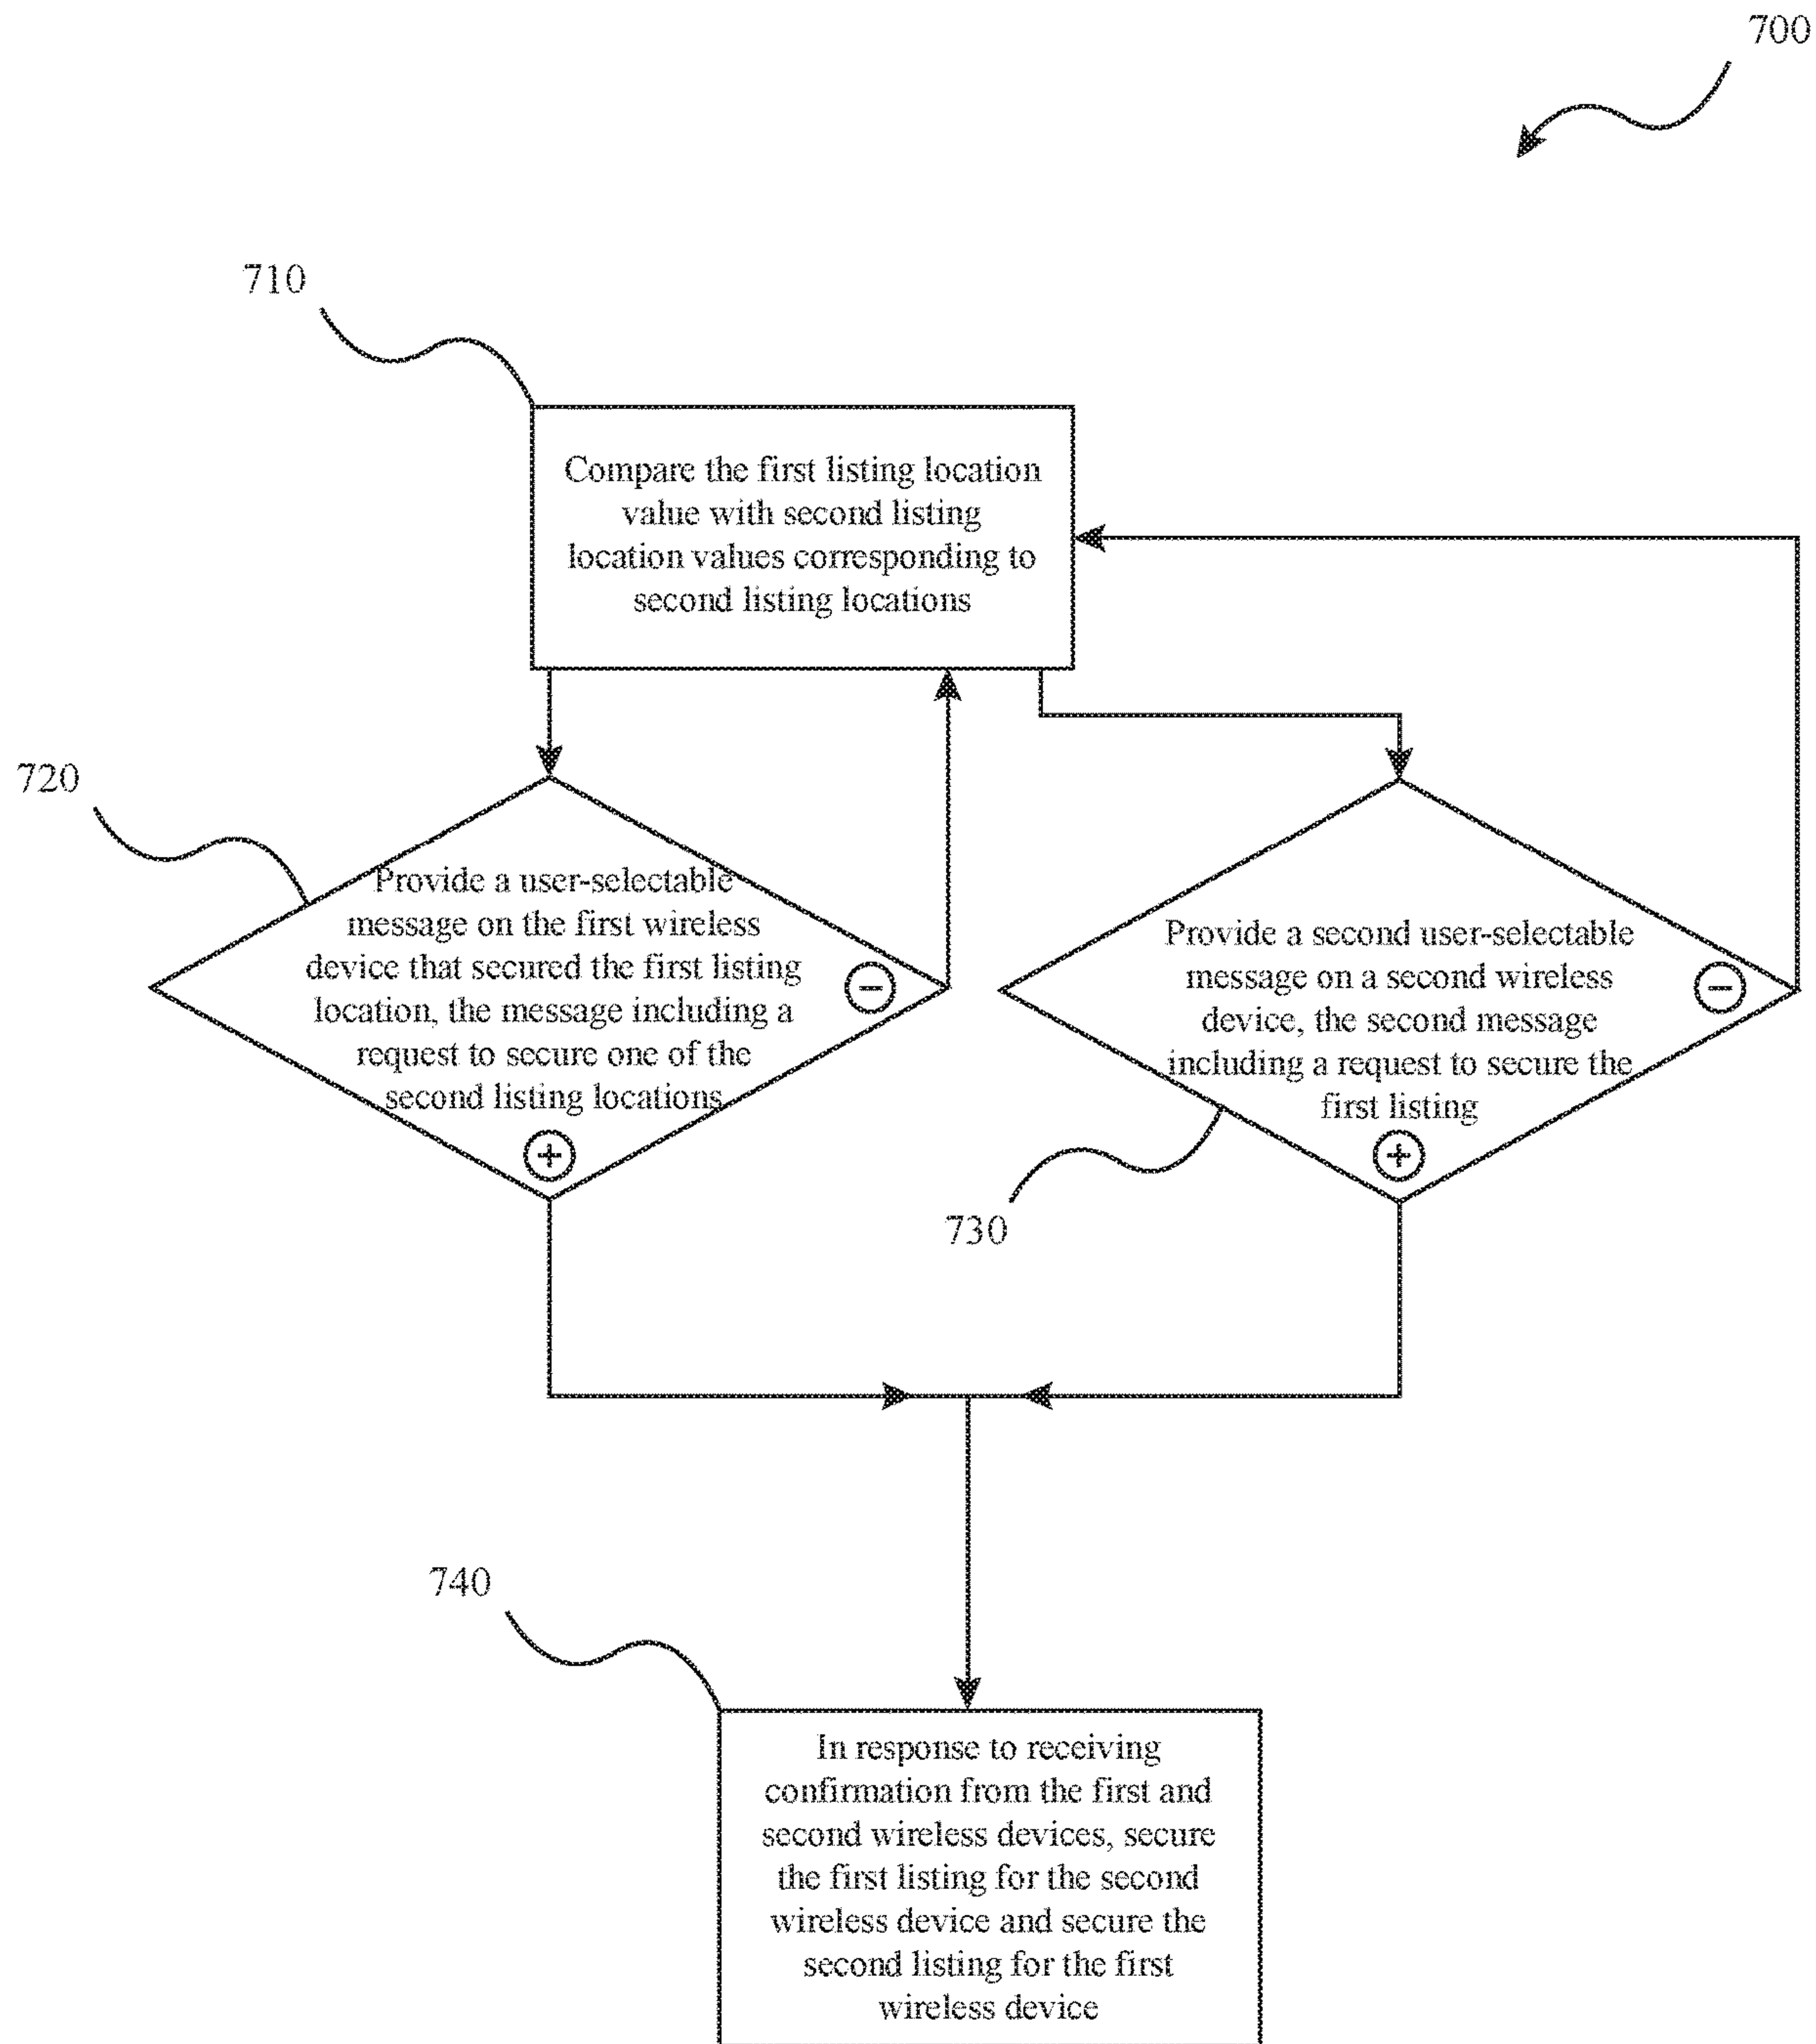 700
710
Compare the first listing location
value with second listing
location values corresponding to
second listing locations
720
Provide a user-selectable
message on the first wireless
device that secured the first listing
location, the message including a
request to secure one of the
second listing locations
−
+
Provide a second user-selectable
message on a second wireless
device, the second message
including a request to secure the
first listing
−
+
730
740
In response to receiving
confirmation from the first and
second wireless devices, secure
the first listing for the second
wireless device and secure the
second listing for the first
wireless device